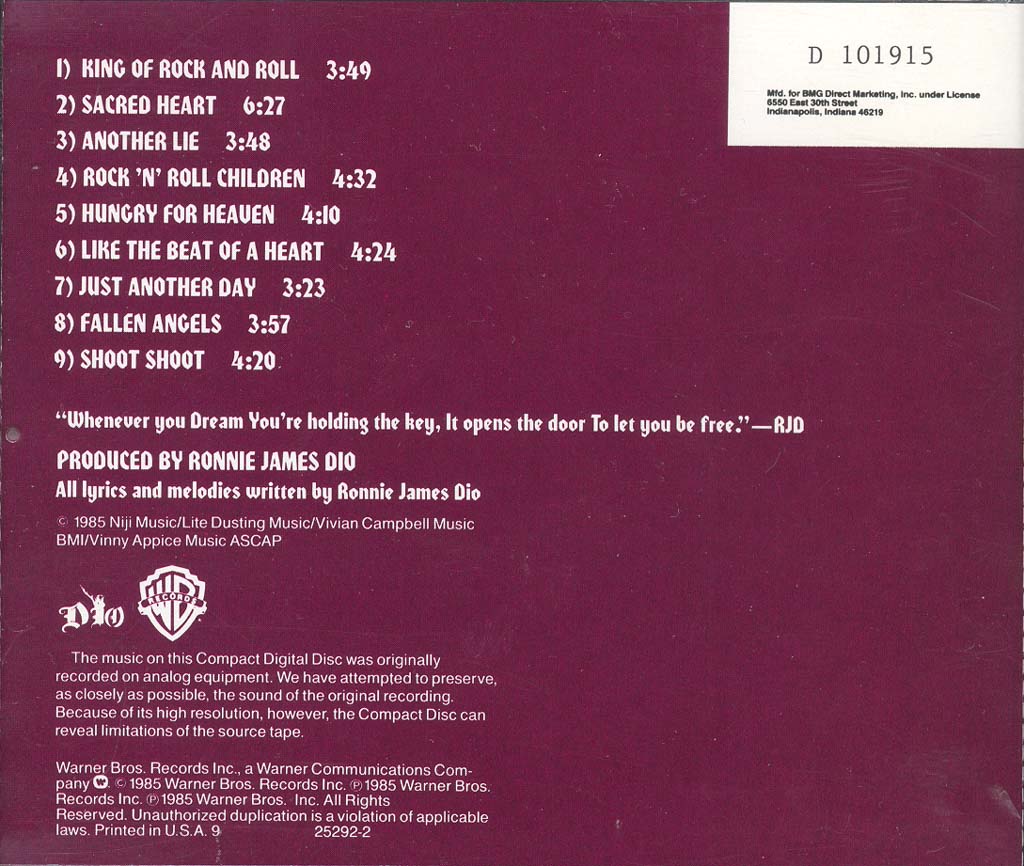 D 101915
Mfd. for BMG Direct Marketing, Inc. under License
6550 East 30th Street
Indianapolis, Indiana 46219
1) KING OF ROCK AND ROLL 3:49
2) SACRED HEART 6:27
3) ANOTHER LIE 3:48
4) ROCK 'N' ROLL CHILDREN 4:32
5) HUNGRY FOR HEAVEN 4:10
6) LIKE THE BEAT OF A HEART 4:24
7) JUST ANOTHER DAY 3:23
8) FALLEN ANGELS 3:57
9) SHOOT SHOOT 4:20
“Whenever you Dream You're holding the key, It opens the door To let you be free.”—RJD
PRODUCED BY RONNIE JAMES DIO
All lyrics and melodies written by Ronnie James Dio
© 1985 Niji Music/Lite Dusting Music/Vivian Campbell Music
BMI/Vinny Appice Music ASCAP
DIO
WB RECORDS
The music on this Compact Digital Disc was originally
recorded on analog equipment. We have attempted to preserve,
as closely as possible, the sound of the original recording.
Because of its high resolution, however, the Compact Disc can
reveal limitations of the source tape.
Warner Bros. Records Inc., a Warner Communications Com-
pany W. © 1985 Warner Bros. Records Inc. ℗ 1985 Warner Bros.
Records Inc. ℗ 1985 Warner Bros. Inc. All Rights
Reserved. Unauthorized duplication is a violation of applicable
laws. Printed in U.S.A. 9 25292-2